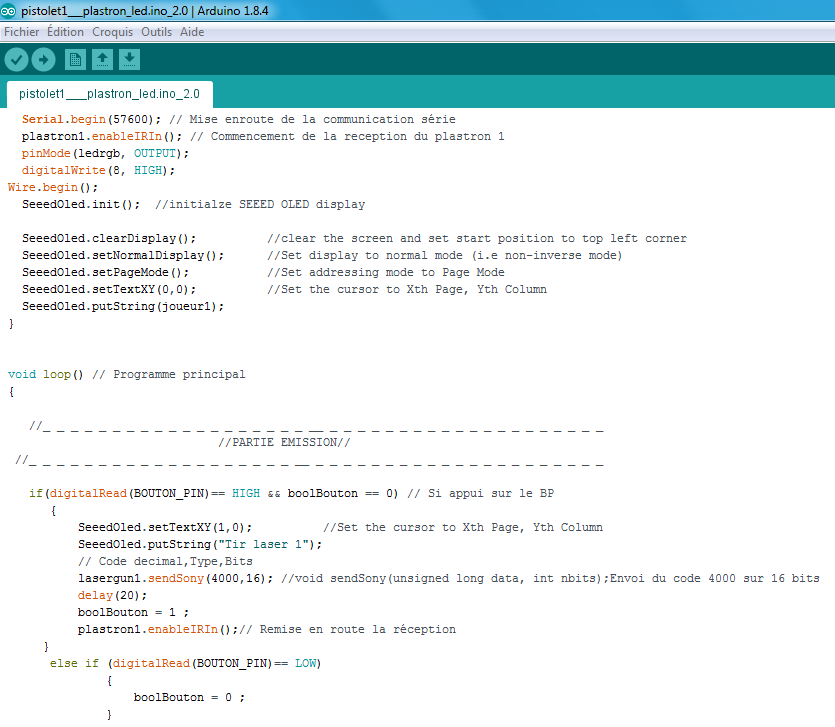 pistolet1___plastron_led.ino_2.0 | Arduino 1.8.4
Fichier Édition Croquis Outils Aide
pistolet1___plastron_led.ino_2.0
Serial.begin(57600); // Mise enroute de la communication série
plastron1.enableIRIn(); // Commencement de la reception du plastron 1
pinMode(ledrgb, OUTPUT);
digitalWrite(8, HIGH);
Wire.begin();
SeeedOled.init();  //initialze SEEED OLED display
SeeedOled.clearDisplay();          //clear the screen and set start position to top left corner
SeeedOled.setNormalDisplay();      //Set display to normal mode (i.e non-inverse mode)
SeeedOled.setPageMode();           //Set addressing mode to Page Mode
SeeedOled.setTextXY(0,0);          //Set the cursor to Xth Page, Yth Column
SeeedOled.putString(joueur1);
}
void loop() // Programme principal
{
//_ _ _ _ _ _ _ _ _ _ _ _ _ _ _ _ _ _ _ __ _ _ _ _ _ _ _ _ _ _ _ _ _ _ _ _ _ _ _ _
//PARTIE EMISSION//
//_ _ _ _ _ _ _ _ _ _ _ _ _ _ _ _ _ _ _ __ _ _ _ _ _ _ _ _ _ _ _ _ _ _ _ _ _ _ _ _ _
if(digitalRead(BOUTON_PIN)== HIGH && boolBouton == 0) // Si appui sur le BP
{
SeeedOled.setTextXY(1,0);          //Set the cursor to Xth Page, Yth Column
SeeedOled.putString("Tir laser 1");
// Code decimal,Type,Bits
lasergun1.sendSony(4000,16); //void sendSony(unsigned long data, int nbits);Envoi du code 4000 sur 16 bits
delay(20);
boolBouton = 1 ;
plastron1.enableIRIn();// Remise en route la réception
}
else if (digitalRead(BOUTON_PIN)== LOW)
{
boolBouton = 0 ;
}